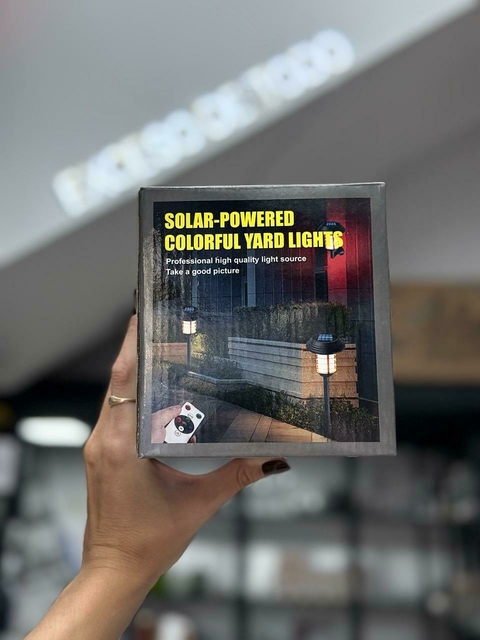 SOLAR-POWERED
COLORFUL YARD LIGHTS
Professional high quality light source
Take a good picture